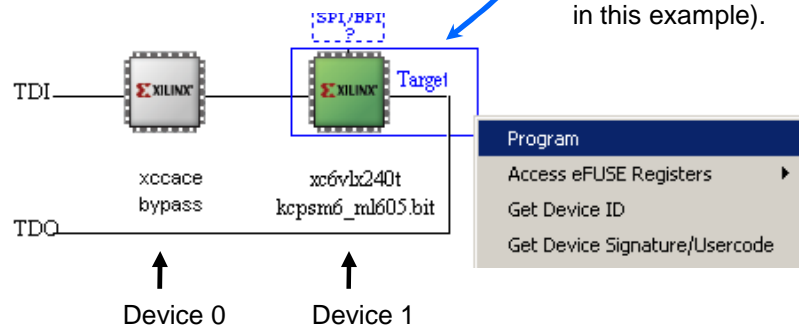 in this example).
SPI/BPI
?
Target
TDI
XILINX
XILINX
Program
Access eFUSE Registers
Get Device ID
Get Device Signature/Usercode
xccace
bypass
xc6vlx240t
kcpsm6_ml605.bit
TDO
Device 0
Device 1